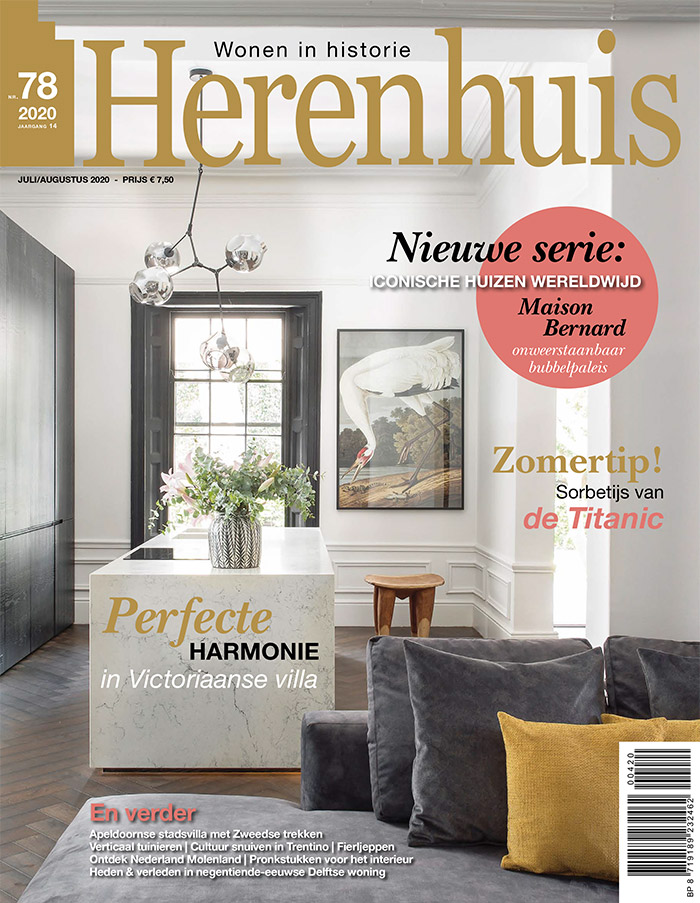 Wonen in historie
Herenhuis
NR. 78
2020
JAARGANG 14
JULI/AUGUSTUS 2020 - PRIJS € 7,50
Nieuwe serie:
ICONISCHE HUIZEN WERELDWIJD
Maison
Bernard
onweerstaanbaar
bubbelpaleis
Zomertip!
Sorbetijs van
de Titanic
Perfecte
HARMONIE
in Victoriaanse villa
En verder
Apeldoornse stadsvilla met Zweedse trekken
Verticaal tuinieren | Cultuur snuiven in Trentino | Fierljeppen
Ontdek Nederland Molenland | Pronkstukken voor het interieur
Heden & verleden in negentiende-eeuwse Delftse woning
00420
BP 8 719189 232462